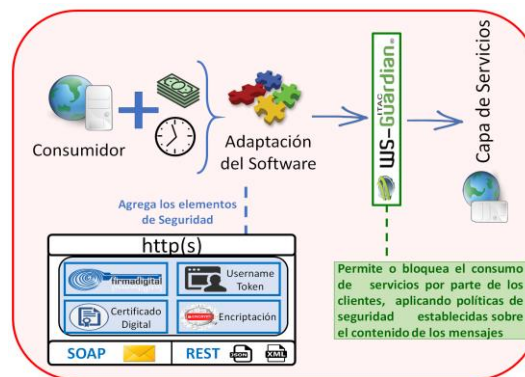 Consumidor
Adaptación
del Software
ITAC
WS-Guardian®
Capa de Servicios
Agrega los elementos
de Seguridad
http(s)
firmadigital
Username
Token
Certificado
Digital
Encriptación
SOAP
REST
JSON
XML
Permite o bloquea el consumo
de servicios por parte de los
clientes, aplicando políticas de
seguridad establecidas sobre
el contenido de los mensajes